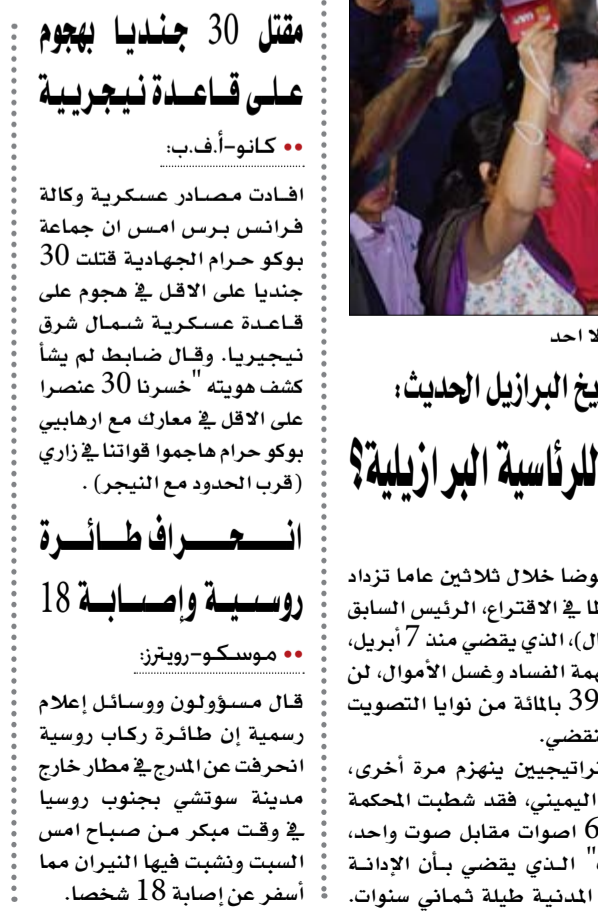 مقتل 30 جنديا بهجوم
على قاعدة نيجريية
•• كانو-أ.ف.ب:
افادت مصادر عسكرية وكالة
فرانس برس امس ان جماعة
بوكو حرام الجهادية قتلت 30
جنديا على الاقل في هجوم على
قاعدة عسكرية شمال شرق
نيجيريا. وقال ضابط لم يشأ
كشف هويته "خسرنا 30 عنصرا
على الاقل في معارك مع ارهابيي
بوكو حرام هاجموا قواتنا في زاري
(قرب الحدود مع النيجر) .
انحراف طائرة
روسية وإصابة 18
•• موسكو-رويترز:
قال مسؤولون ووسائل إعلام
رسمية إن طائرة ركاب روسية
انحرفت عن المدرج في مطار خارج
مدينة سوتشي بجنوب روسيا
في وقت مبكر من صباح امس
السبت ونشبت فيها النيران مما
أسفر عن إصابة 18 شخصا.
لا احد
يخ البرازيل الحديث:
للرئاسية البرازيلية؟
وضا خلال ثلاثين عاما تزداد
في الاقتراع، الرئيس السابق
ال)، الذي يقضي منذ 7 أبريل،
همة الفساد وغسل الأموال، لن
39 بالمائة من نوايا التصويت
تقضي.
تراتيجيين ينهزم مرة أخرى،
اليميني، فقد شطبت المحكمة
6 اصوات مقابل صوت واحد،
" الذي يقضي بأن الإدانة
المدنية طيلة ثماني سنوات.